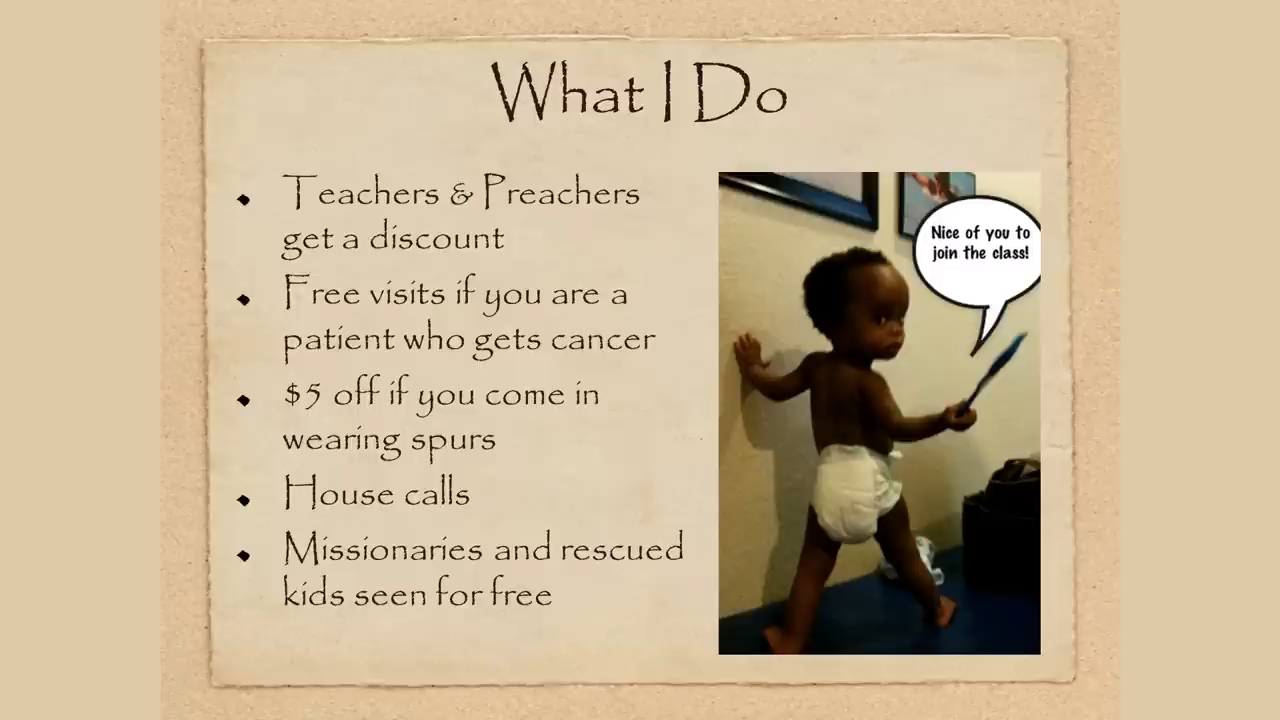 What I Do
Teachers & Preachers
get a discount
Free visits if you are a
patient who gets cancer
$5 off if you come in
wearing spurs
House calls
Missionaries and rescued
kids seen for free
Nice of you to
join the class!